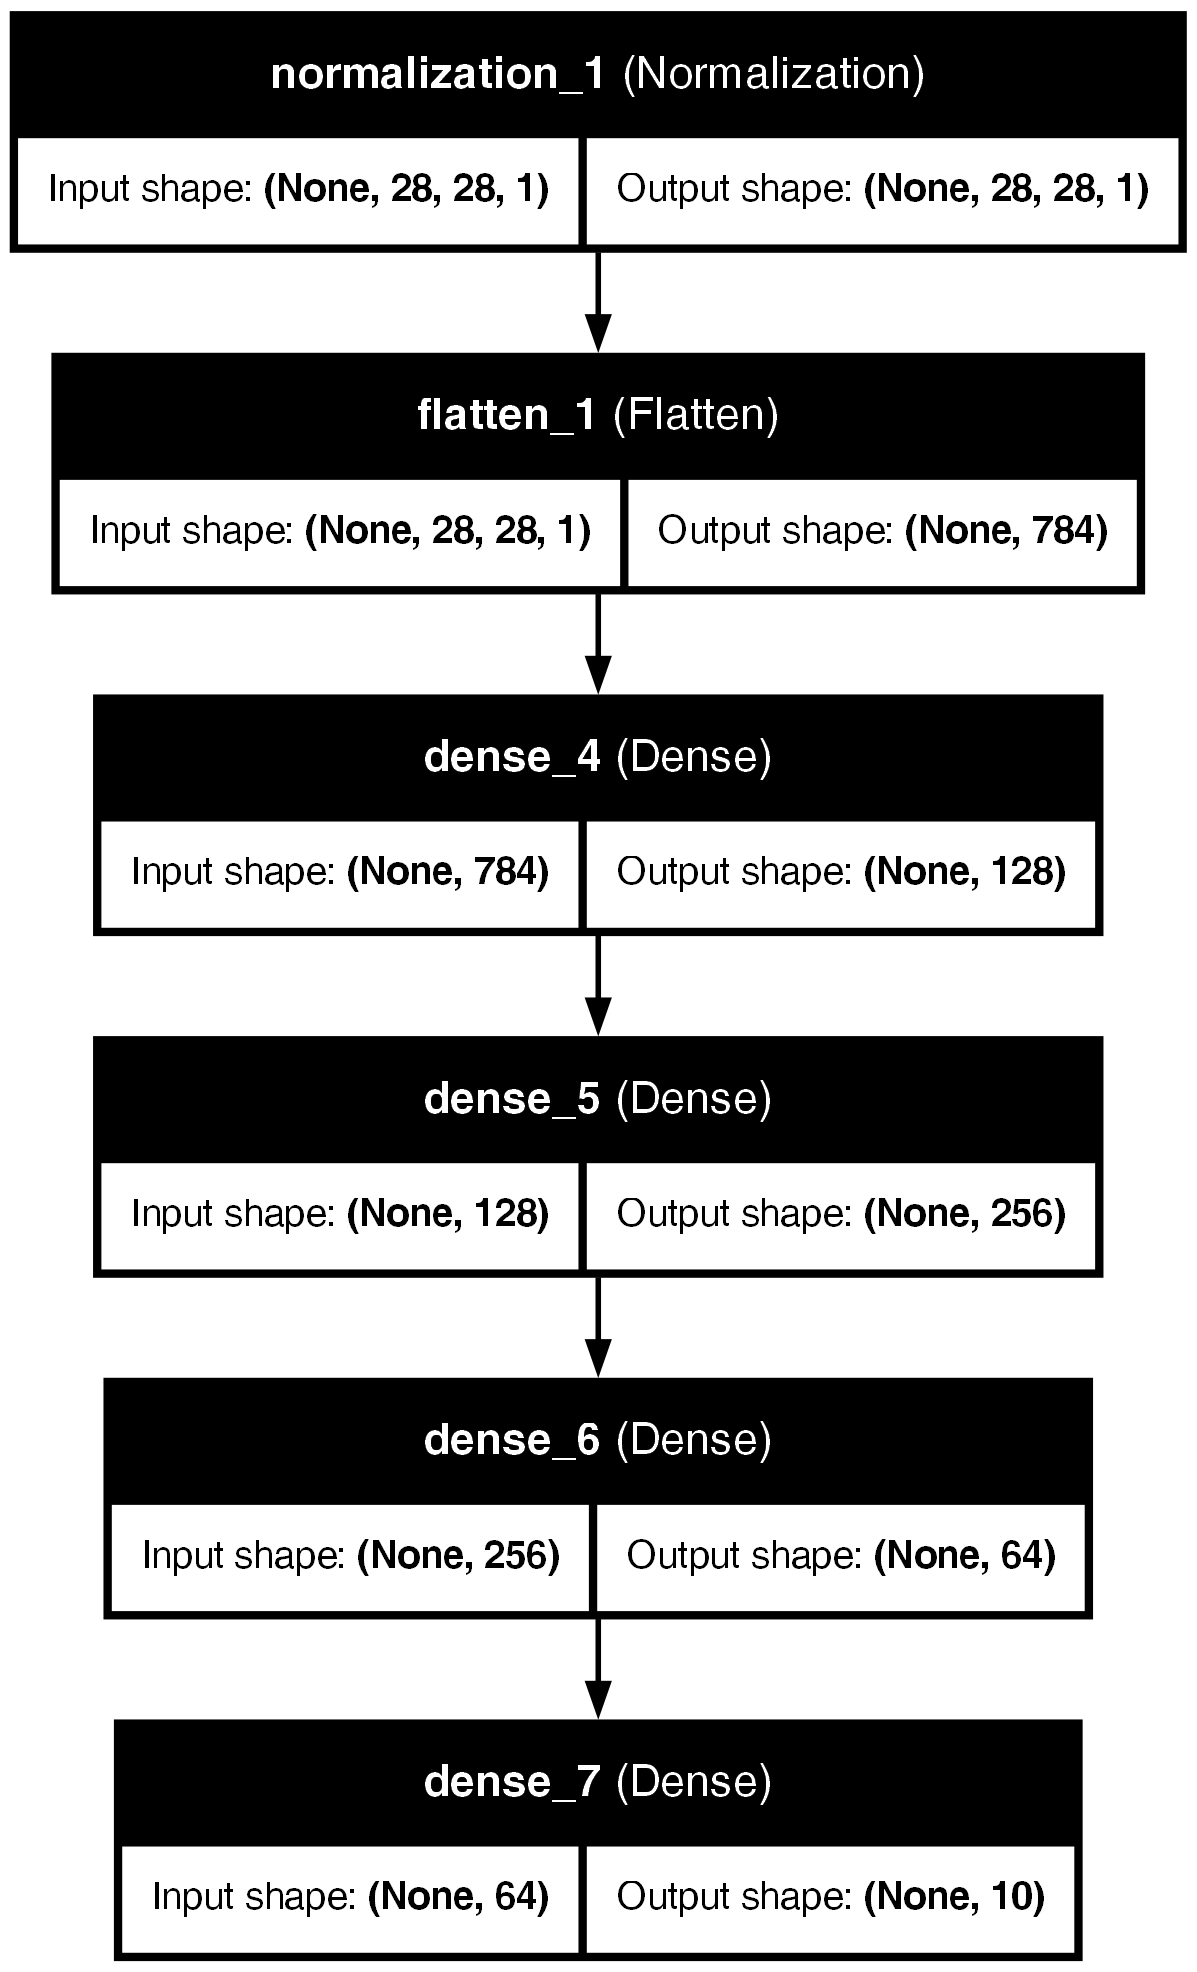 normalization_1 (Normalization)
Input shape: (None, 28, 28, 1) Output shape: (None, 28, 28, 1)
flatten_1 (Flatten)
Input shape: (None, 28, 28, 1) Output shape: (None, 784)
dense_4 (Dense)
Input shape: (None, 784) Output shape: (None, 128)
dense_5 (Dense)
Input shape: (None, 128) Output shape: (None, 256)
dense_6 (Dense)
Input shape: (None, 256) Output shape: (None, 64)
dense_7 (Dense)
Input shape: (None, 64) Output shape: (None, 10)